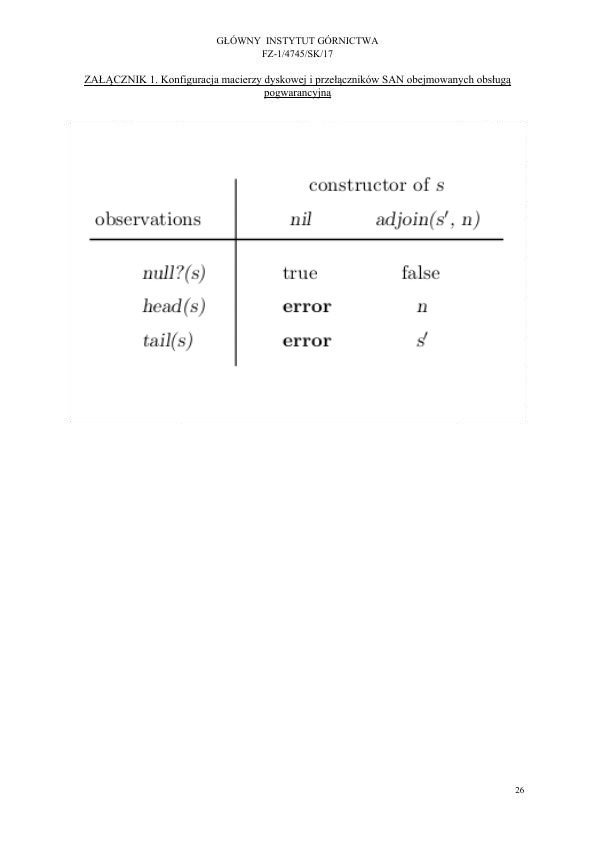 GŁÓWNY INSTYTUT GÓRNICTWA
FZ-1/4745/SK/17
ZAŁĄCZNIK 1. Konfiguracja macierzy dyskowej i przełączników SAN obejmowanych obsługą
pogwarancyjną
constructor of s
observations nil adjoin(s′, n)
null?(s) true false
head(s) error n
tail(s) error s′
26